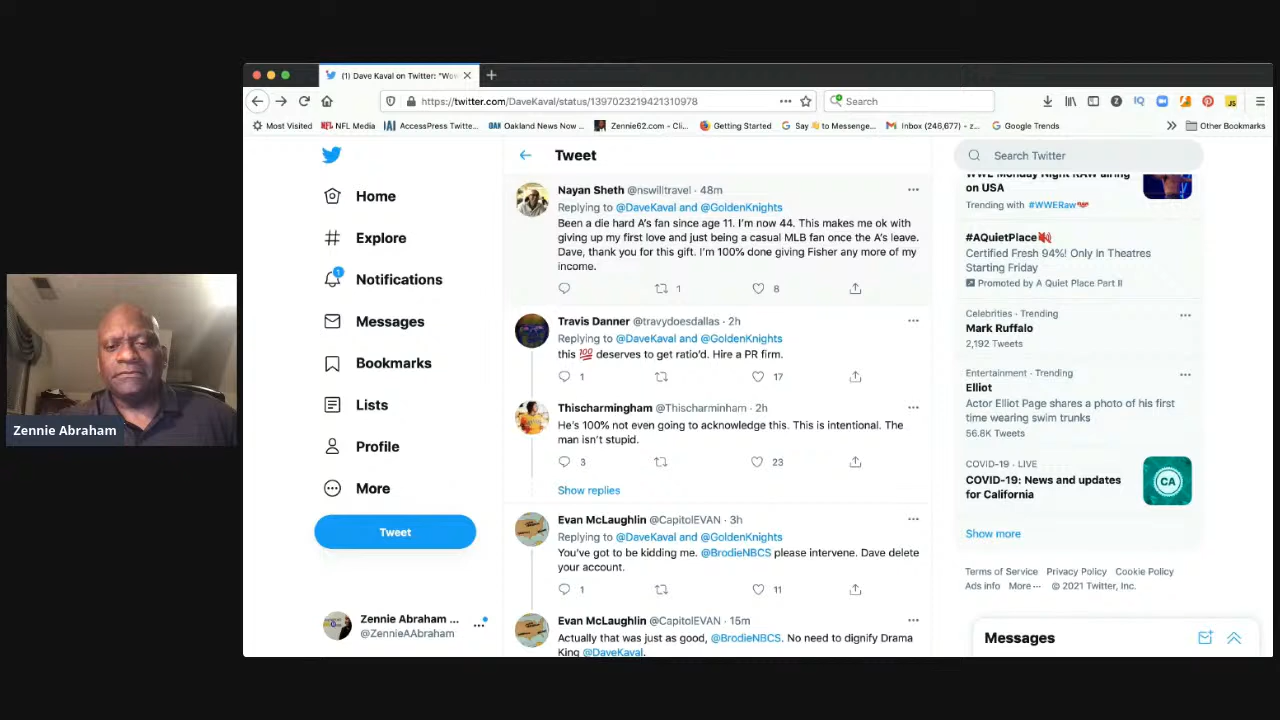 (1) Dave Kaval on Twitter: "Wow
https://twitter.com/DaveKaval/status/1397023219421310978
Search
Most Visited
NFL Media
AccessPress Twitte...
Oakland News Now ...
Zennie62.com - Cli...
Getting Started
Say 👋 to Messenge...
Inbox (246,677) - z...
Google Trends
Other Bookmarks
Home
Explore
Notifications
1
Messages
Bookmarks
Lists
Profile
More
Tweet
Zennie Abraham ...
@ZennieAAbraham
Zennie Abraham
Tweet
Nayan Sheth @nswilltravel · 48m
Replying to @DaveKaval and @GoldenKnights
Been a die hard A's fan since age 11. I'm now 44. This makes me ok with
giving up my first love and just being a casual MLB fan once the A's leave.
Dave, thank you for this gift. I'm 100% done giving Fisher any more of my
income.
1 8
Travis Danner @travydoesdallas · 2h
Replying to @DaveKaval and @GoldenKnights
this 💯 deserves to get ratio'd. Hire a PR firm.
1 17
Thischarmingham @Thischarminham · 2h
He's 100% not even going to acknowledge this. This is intentional. The
man isn't stupid.
3 23
Show replies
Evan McLaughlin @CapitolEVAN · 3h
Replying to @DaveKaval and @GoldenKnights
You've got to be kidding me. @BrodieNBCS please intervene. Dave delete
your account.
1 11
Evan McLaughlin @CapitolEVAN · 15m
Actually that was just as good, @BrodieNBCS. No need to dignify Drama
King @DaveKaval.
Search Twitter
WWE Monday Night RAW airing
on USA
Trending with #WWERaw
#AQuietPlace
Certified Fresh 94%! Only In Theatres
Starting Friday
Promoted by A Quiet Place Part II
Celebrities · Trending
Mark Ruffalo
2,192 Tweets
Entertainment · Trending
Elliot
Actor Elliot Page shares a photo of his first
time wearing swim trunks
56.8K Tweets
COVID-19 · LIVE
COVID-19: News and updates
for California
CA
Show more
Terms of Service Privacy Policy Cookie Policy
Ads info More··· © 2021 Twitter, Inc.
Messages